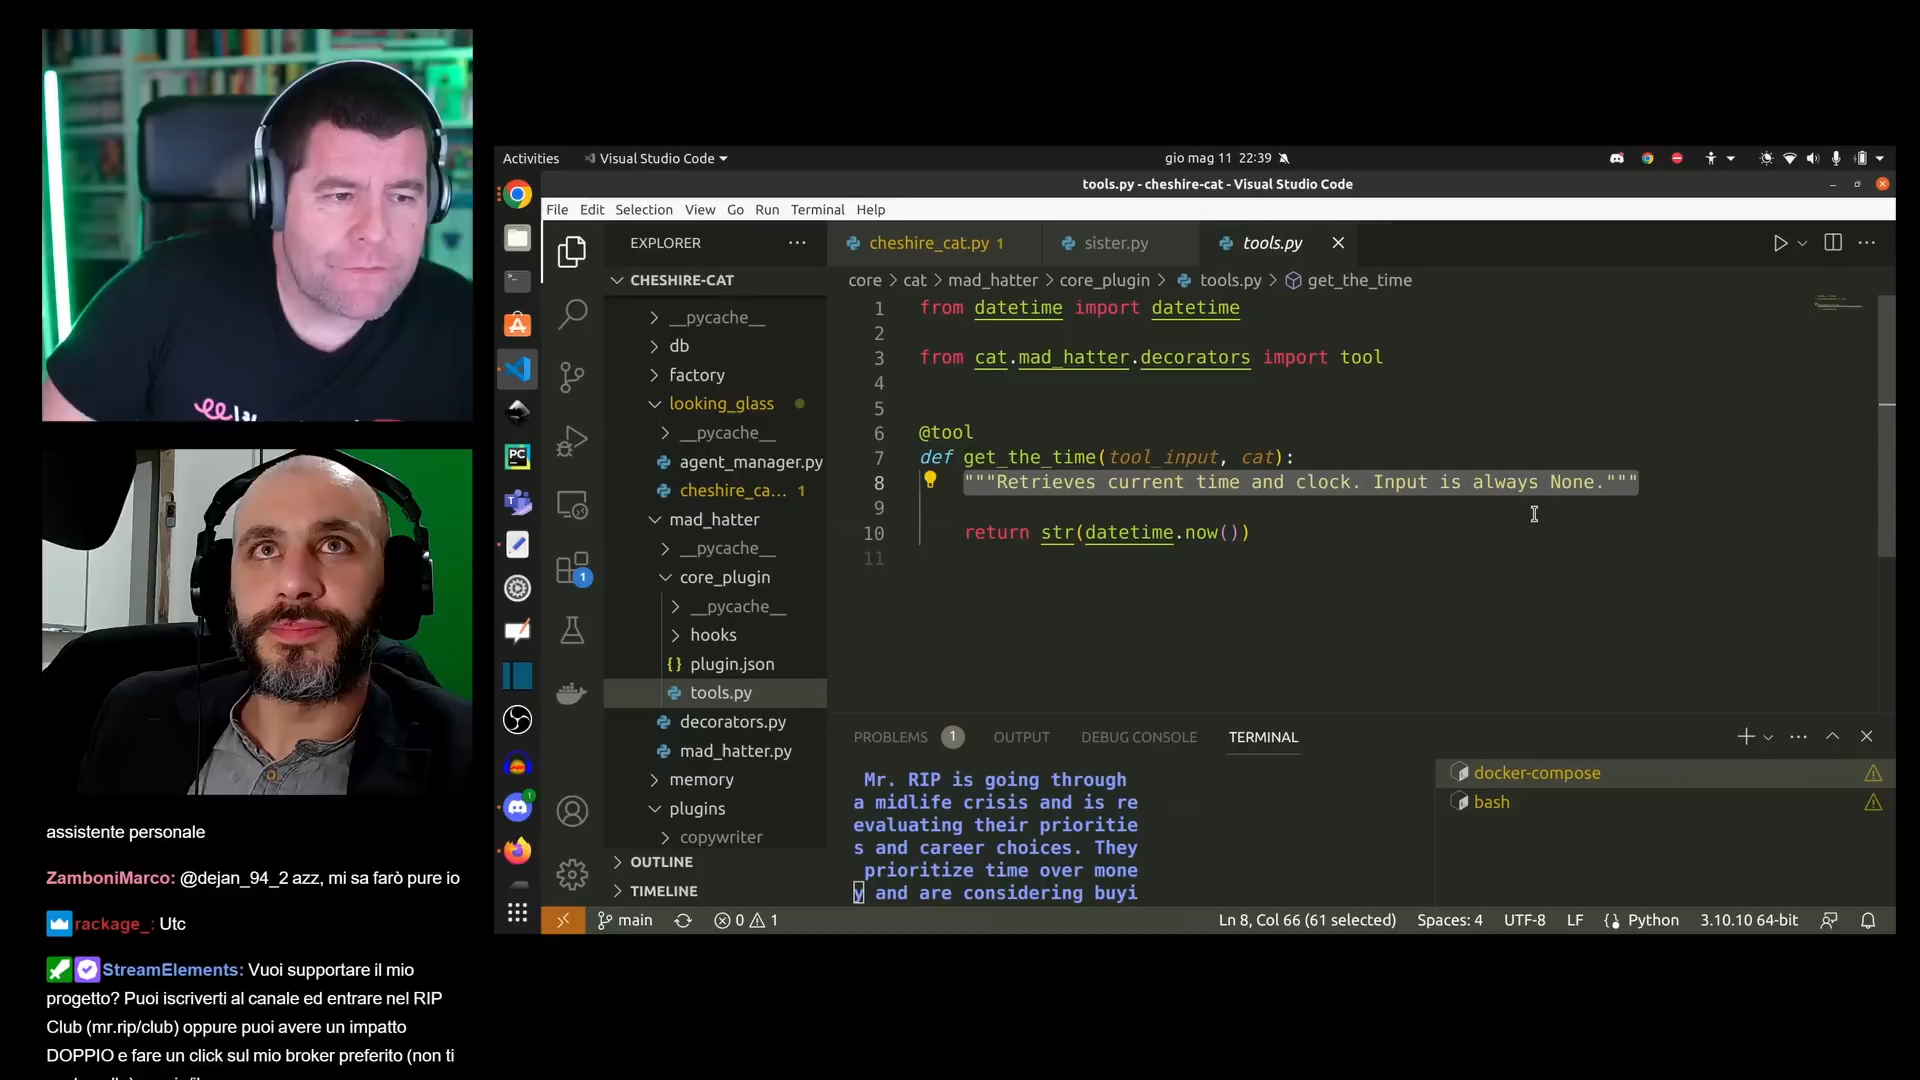 assistente personale
ZamboniMarco: @dejan_94_2 azz, mi sa farò pure io
rackage_: Utc
StreamElements: Vuoi supportare il mio
progetto? Puoi iscriverti al canale ed entrare nel RIP
Club (mr.rip/club) oppure puoi avere un impatto
DOPPIO e fare un click sul mio broker preferito (non ti
Activities
Visual Studio Code
gio mag 11 22:39
tools.py - cheshire-cat - Visual Studio Code
File Edit Selection View Go Run Terminal Help
EXPLORER
CHESHIRE-CAT
__pycache__
db
factory
looking_glass
__pycache__
agent_manager.py
cheshire_ca... 1
mad_hatter
__pycache__
core_plugin
__pycache__
hooks
{} plugin.json
tools.py
decorators.py
mad_hatter.py
memory
plugins
copywriter
OUTLINE
TIMELINE
PC
1
1
cheshire_cat.py 1
sister.py
tools.py
core > cat > mad_hatter > core_plugin > tools.py > get_the_time
1 from datetime import datetime
2
3 from cat.mad_hatter.decorators import tool
4
5
6 @tool
7 def get_the_time(tool_input, cat):
8 """Retrieves current time and clock. Input is always None."""
9
10 return str(datetime.now())
11
PROBLEMS 1 OUTPUT DEBUG CONSOLE TERMINAL
Mr. RIP is going through
a midlife crisis and is re
evaluating their prioritie
s and career choices. They
prioritize time over mone
y and are considering buyi
docker-compose
bash
main
0 1
Ln 8, Col 66 (61 selected) Spaces: 4 UTF-8 LF Python 3.10.10 64-bit